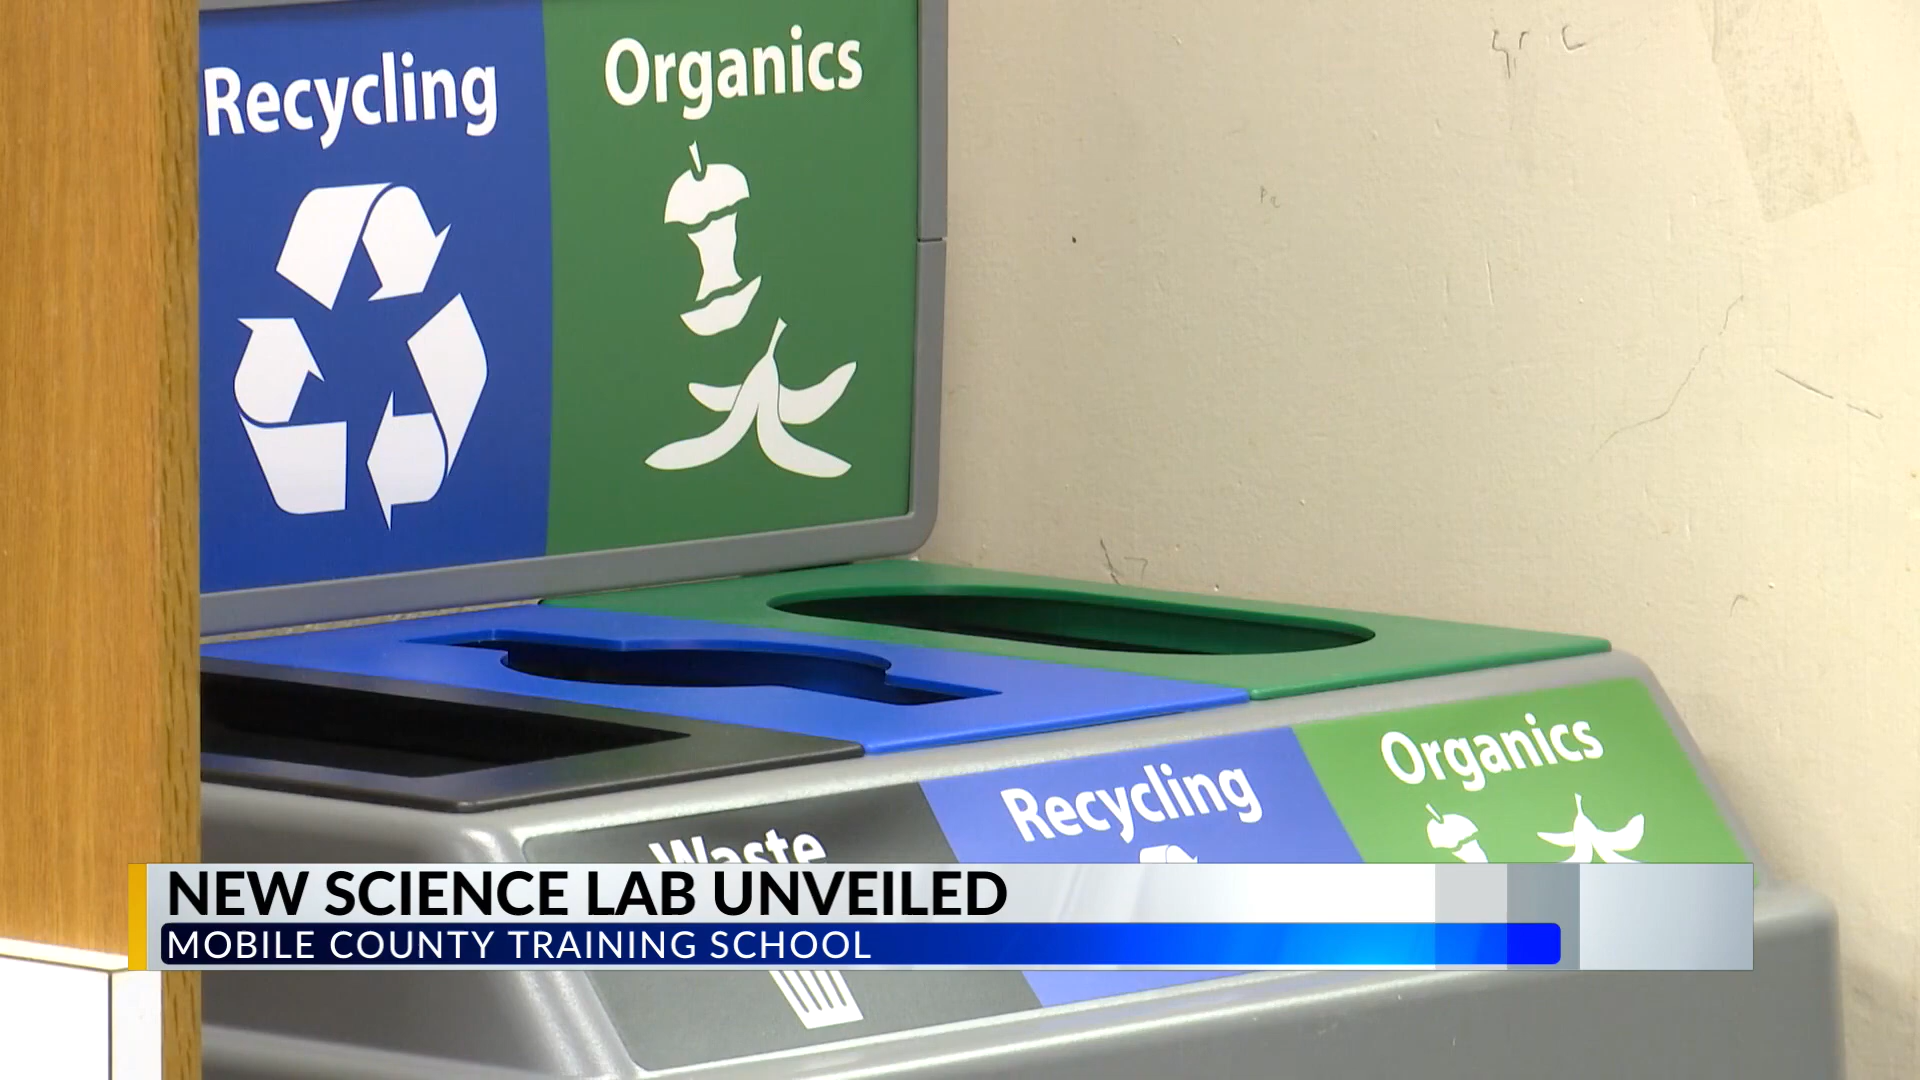 Recycling
Organics
Organics
Recycling
Waste
NEW SCIENCE LAB UNVEILED
MOBILE COUNTY TRAINING SCHOOL